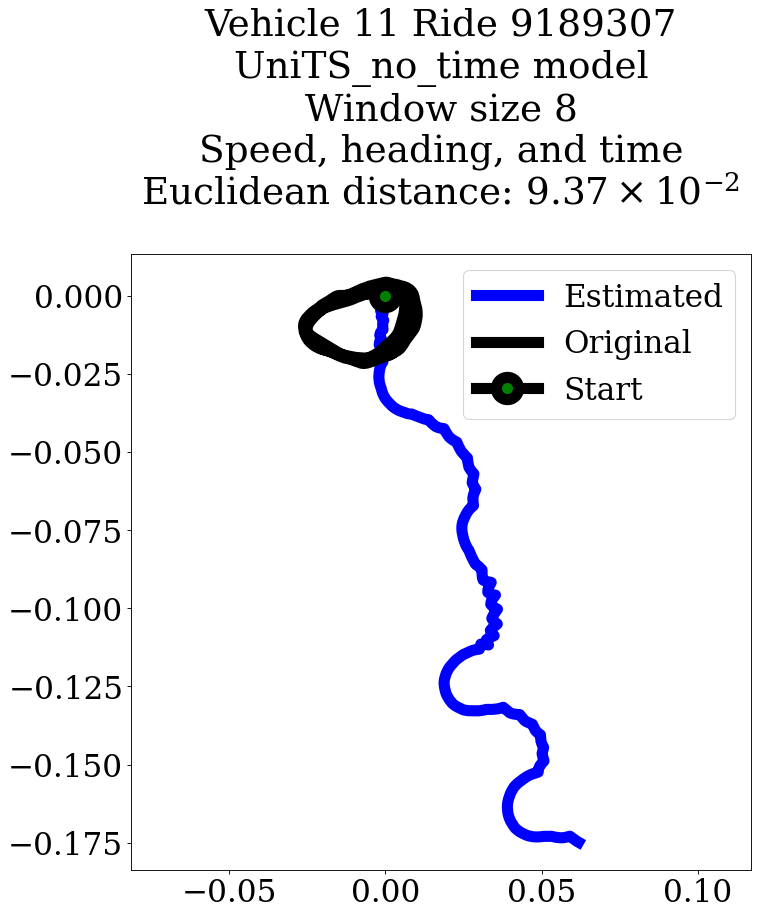 Vehicle 11 Ride 9189307
UniTS_no_time model
Window size 8
Speed, heading, and time
Euclidean distance: 9.37 × 10⁻²
Estimated
Original
Start
0.000
−0.025
−0.050
−0.075
−0.100
−0.125
−0.150
−0.175
−0.05 0.00 0.05 0.10